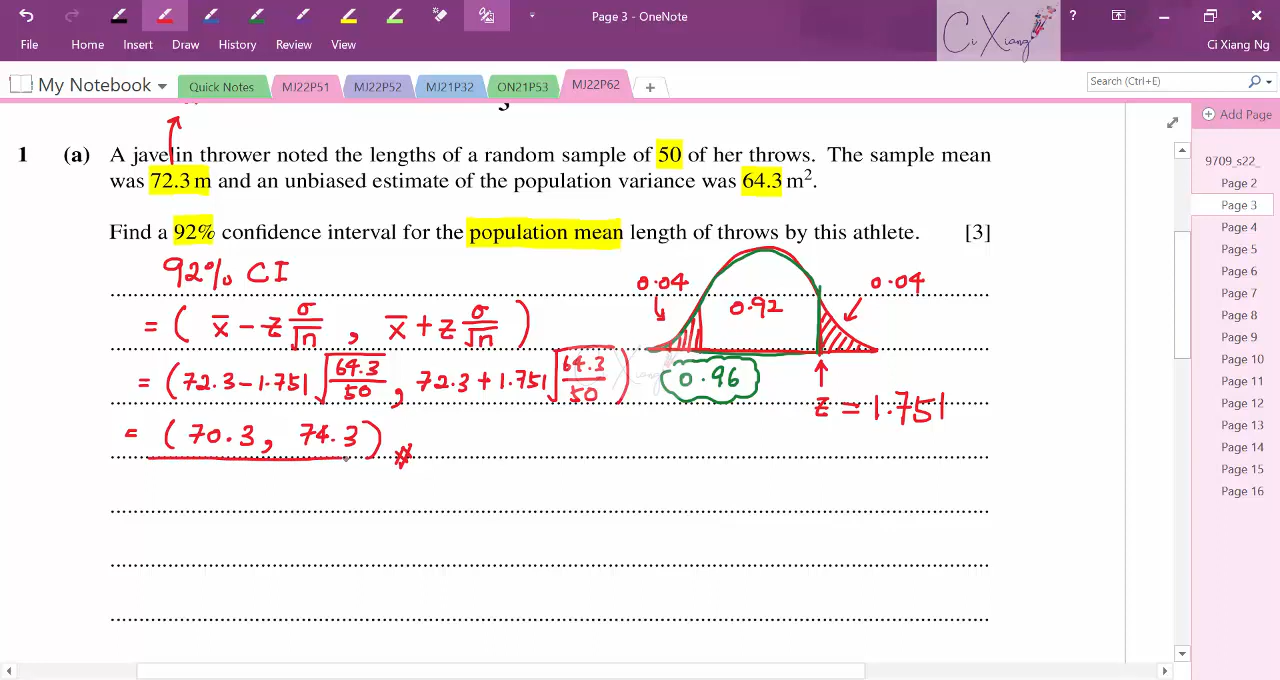 Page 3 - OneNote
Ci Xiang
?
File Home Insert Draw History Review View
Ci Xiang Ng
My Notebook
Quick Notes MJ22P51 MJ22P52 MJ21P32 ON21P53 MJ22P62 +
Search (Ctrl+E)
Add Page
9709_s22_
Page 2
Page 3
Page 4
Page 5
Page 6
Page 7
Page 8
Page 9
Page 10
Page 11
Page 12
Page 13
Page 14
Page 15
Page 16
1 (a) A javelin thrower noted the lengths of a random sample of 50 of her throws. The sample mean
was 72.3 m and an unbiased estimate of the population variance was 64.3 m².
Find a 92% confidence interval for the population mean length of throws by this athlete. [3]
92% CI
= ( x̄ − z σ/√n , x̄ + z σ/√n )
= (72.3 − 1.751 √(64.3/50) , 72.3 + 1.751 √(64.3/50) )
= ( 70.3, 74.3 )
0.04
0.92
0.04
0.96
z = 1.751
Ci Xiang